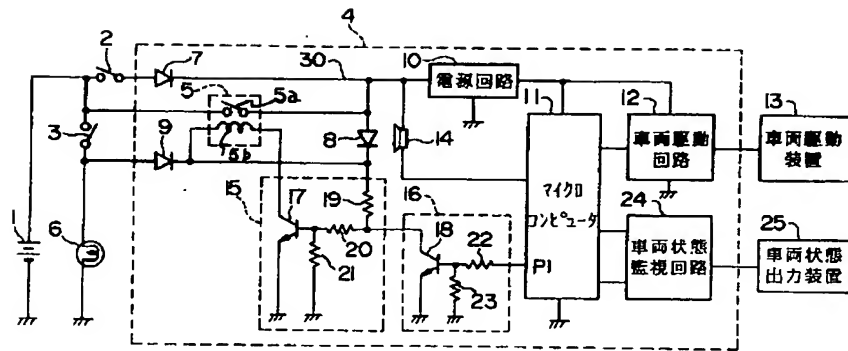 4
2
7
30
10
電源回路
5
5a
11
12
13
3
9
5b
8
14
車両駆動
回路
車両駆動
装置
15
19
16
マイクロ
コンピュータ
24
1
6
17
20
21
18
22
23
P1
車両状態
監視回路
25
車両状態
出力装置